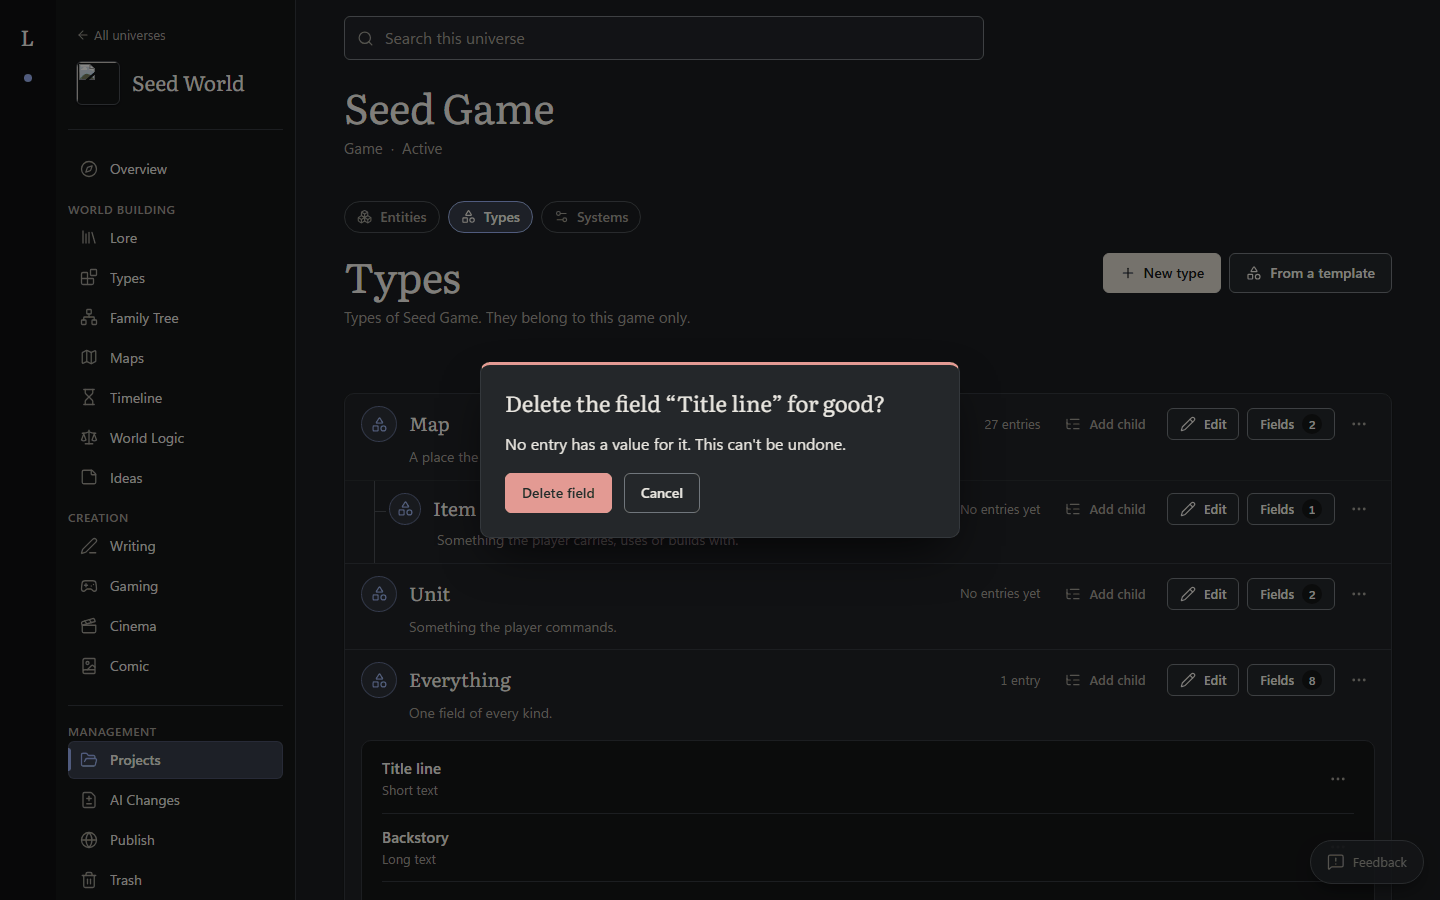 L
All universes
Seed World
Overview
WORLD BUILDING
Lore
Types
Family Tree
Maps
Timeline
World Logic
Ideas
CREATION
Writing
Gaming
Cinema
Comic
MANAGEMENT
Projects
AI Changes
Publish
Trash
Search this universe
Seed Game
Game · Active
Entities Types Systems
Types
New type From a template
Types of Seed Game. They belong to this game only.
Delete the field “Title line” for good?
No entry has a value for it. This can't be undone.
Delete field Cancel
Map 27 entries Add child Edit Fields 2
A place the
Item No entries yet Add child Edit Fields 1
Something the player carries, uses or builds with.
Unit No entries yet Add child Edit Fields 2
Something the player commands.
Everything 1 entry Add child Edit Fields 8
One field of every kind.
Title line
Short text
Backstory
Long text
Feedback